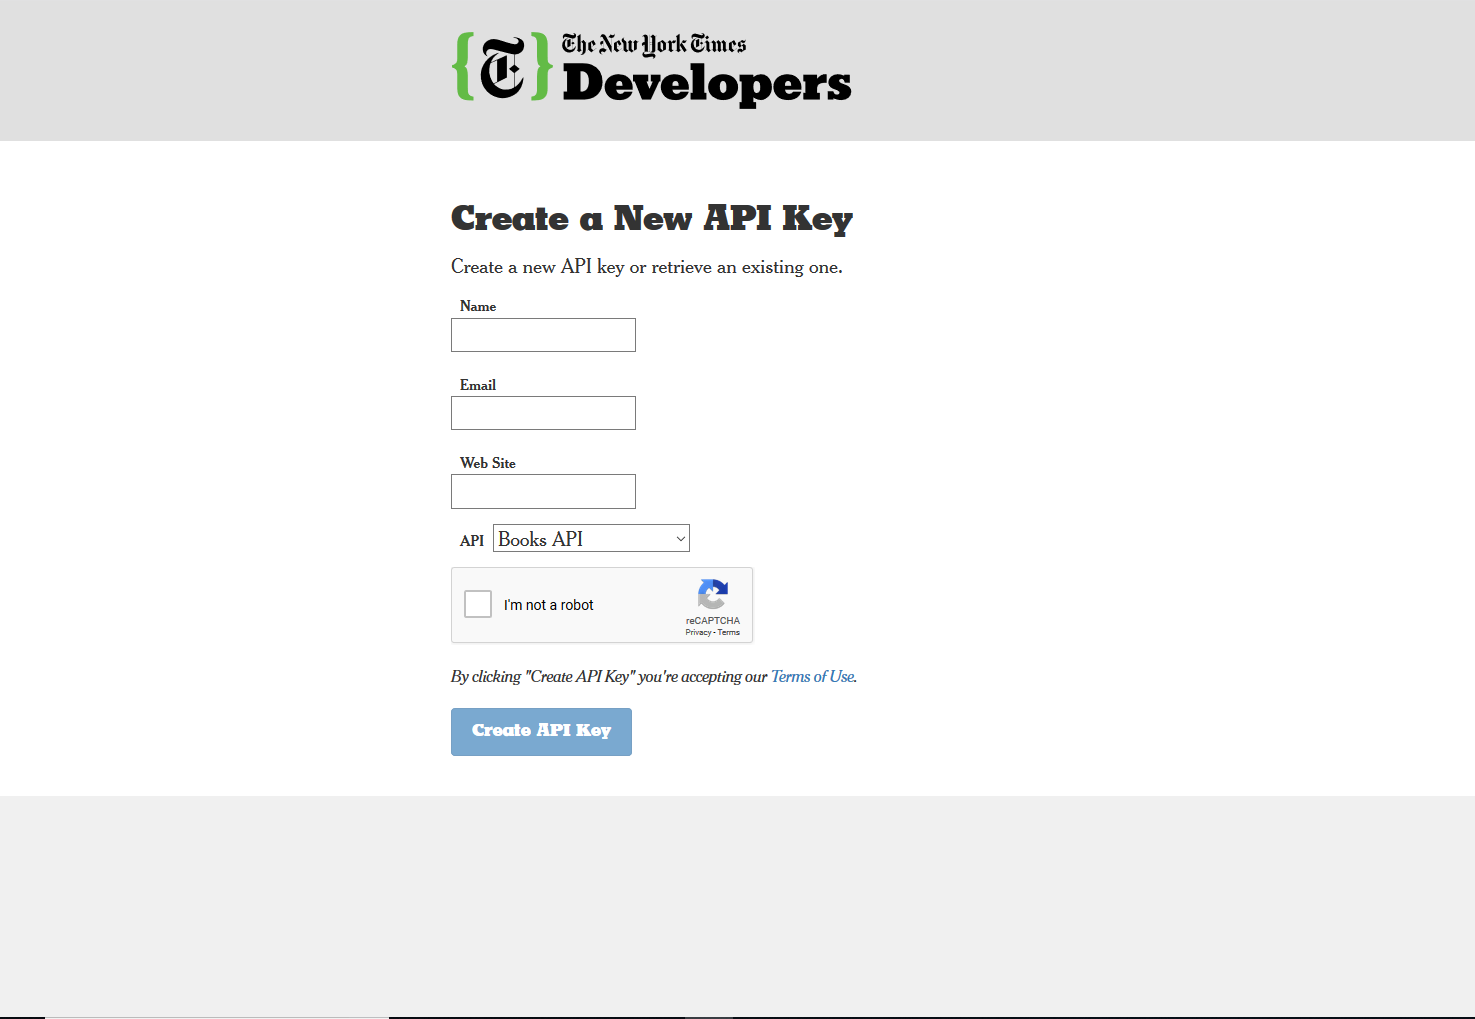 {T} The New York Times
Developers
Create a New API Key
Create a new API key or retrieve an existing one.
Name
Email
Web Site
API Books API
I'm not a robot
reCAPTCHA
Privacy - Terms
By clicking "Create API Key" you're accepting our Terms of Use.
Create API Key